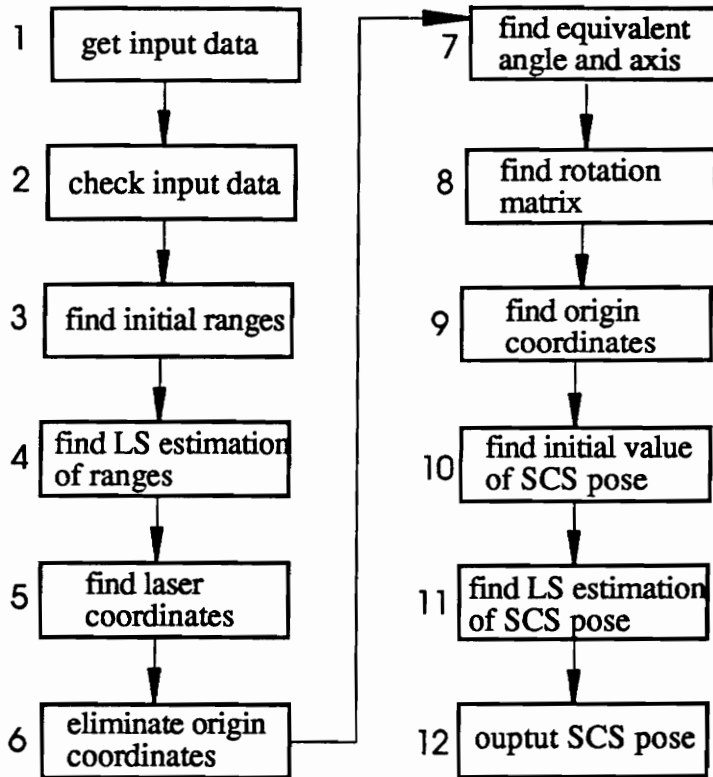 1
get input data
2
check input data
3
find initial ranges
4
find LS estimation
of ranges
5
find laser
coordinates
6
eliminate origin
coordinates
7
find equivalent
angle and axis
8
find rotation
matrix
9
find origin
coordinates
10
find initial value
of SCS pose
11
find LS estimation
of SCS pose
12
ouptut SCS pose